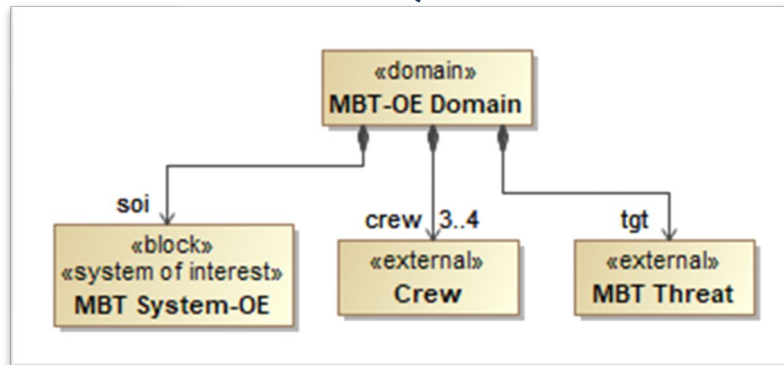 «domain»
MBT-OE Domain
soi
crew 3..4
tgt
«block»
«system of interest»
MBT System-OE
«external»
Crew
«external»
MBT Threat